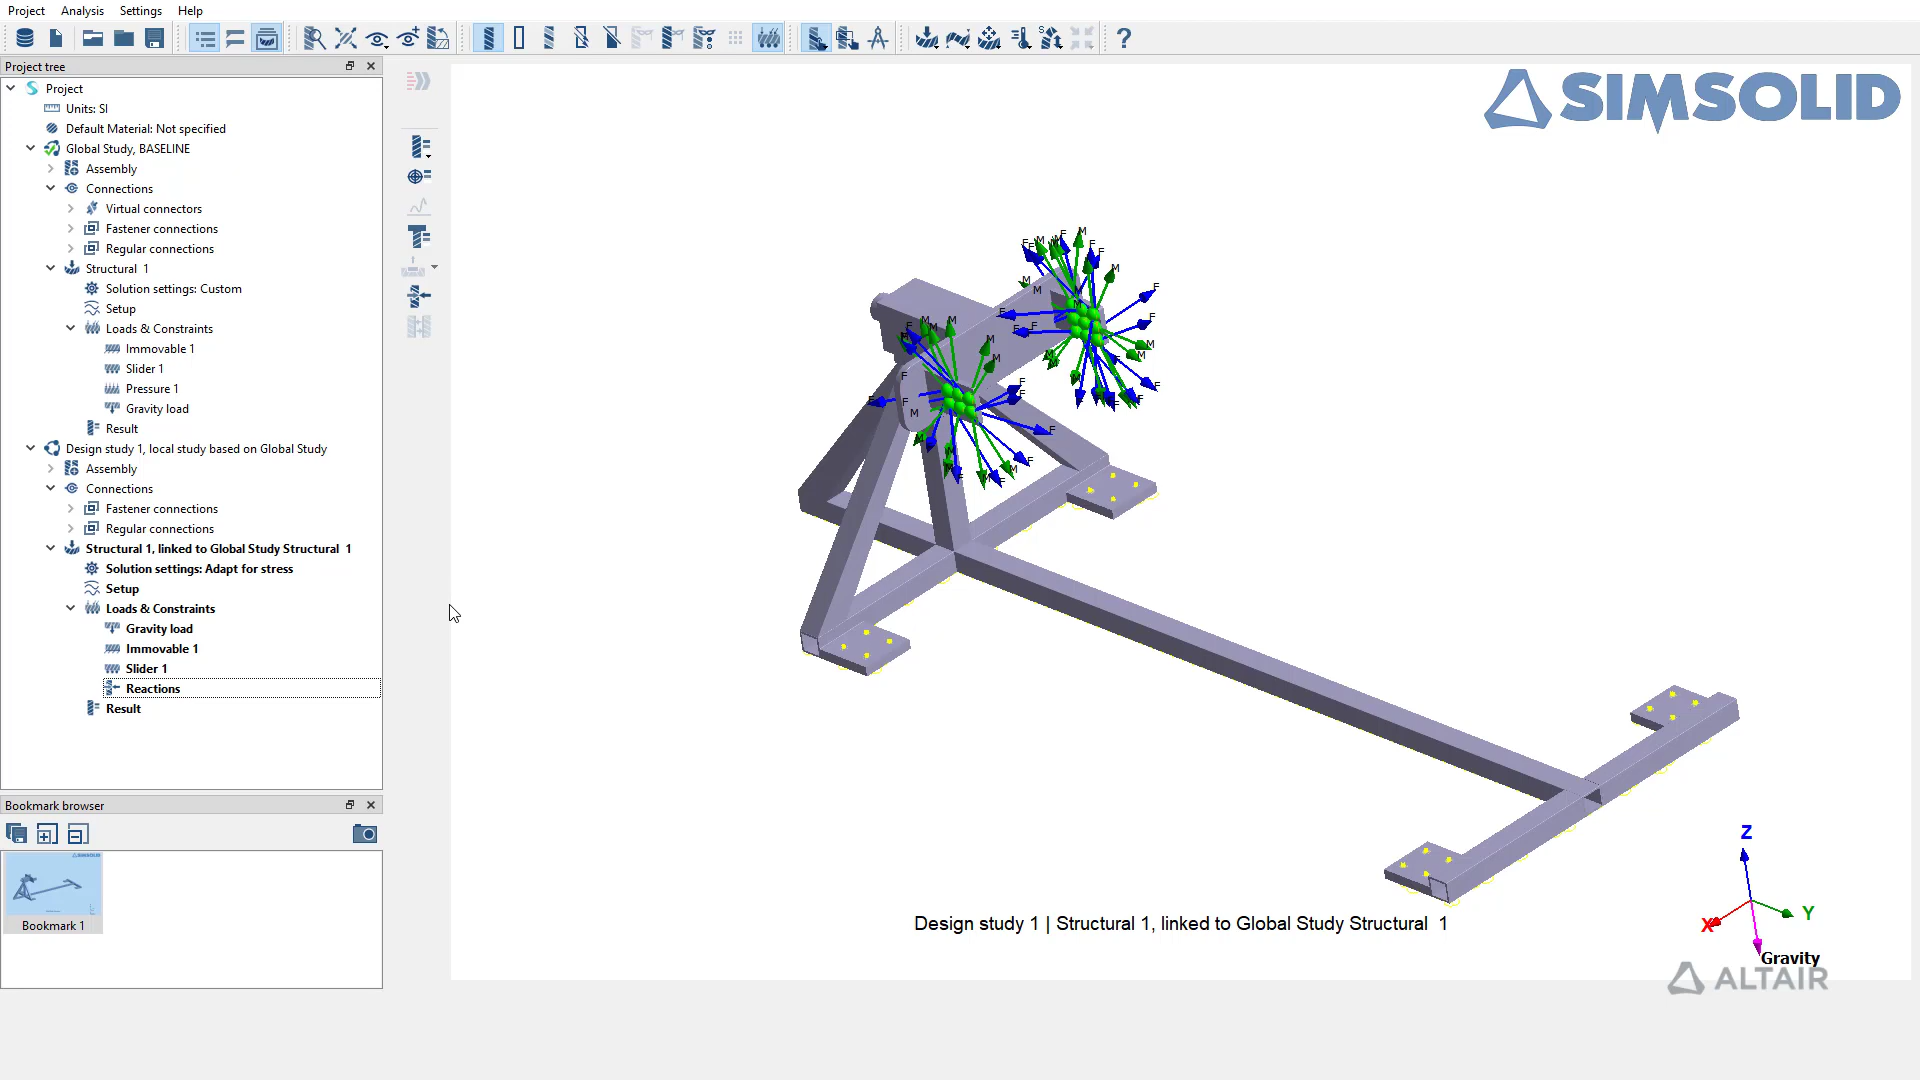 Project Analysis Settings Help
Project tree
Project
Units: SI
Default Material: Not specified
Global Study, BASELINE
Assembly
Connections
Virtual connectors
Fastener connections
Regular connections
Structural 1
Solution settings: Custom
Setup
Loads & Constraints
Immovable 1
Slider 1
Pressure 1
Gravity load
Result
Design study 1, local study based on Global Study
Assembly
Connections
Fastener connections
Regular connections
Structural 1, linked to Global Study Structural 1
Solution settings: Adapt for stress
Setup
Loads & Constraints
Gravity load
Immovable 1
Slider 1
Reactions
Result
Bookmark browser
Bookmark 1
SIMSOLID
Design study 1 | Structural 1, linked to Global Study Structural 1
Z
Y
X
Gravity
ALTAIR